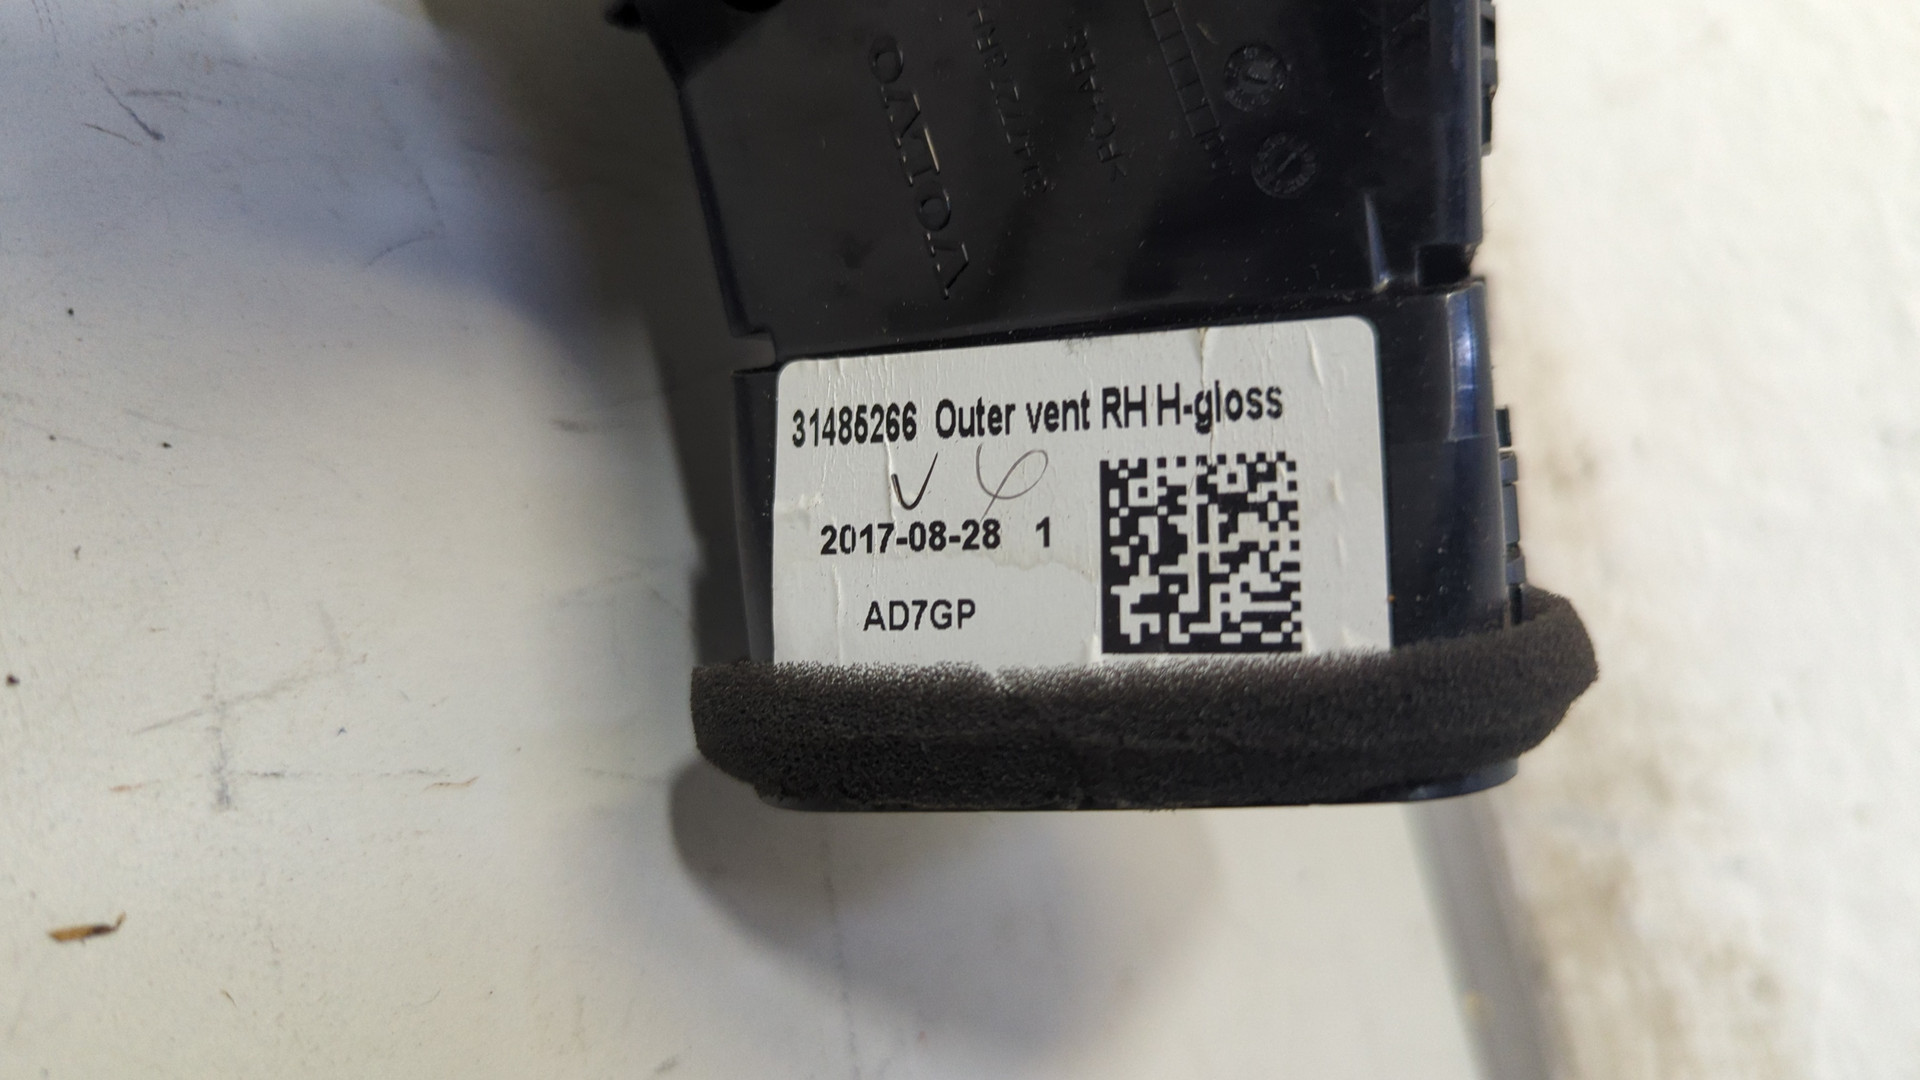 VOLVO
31485266 Outer vent RH H-gloss
2017-08-28 1
AD7GP